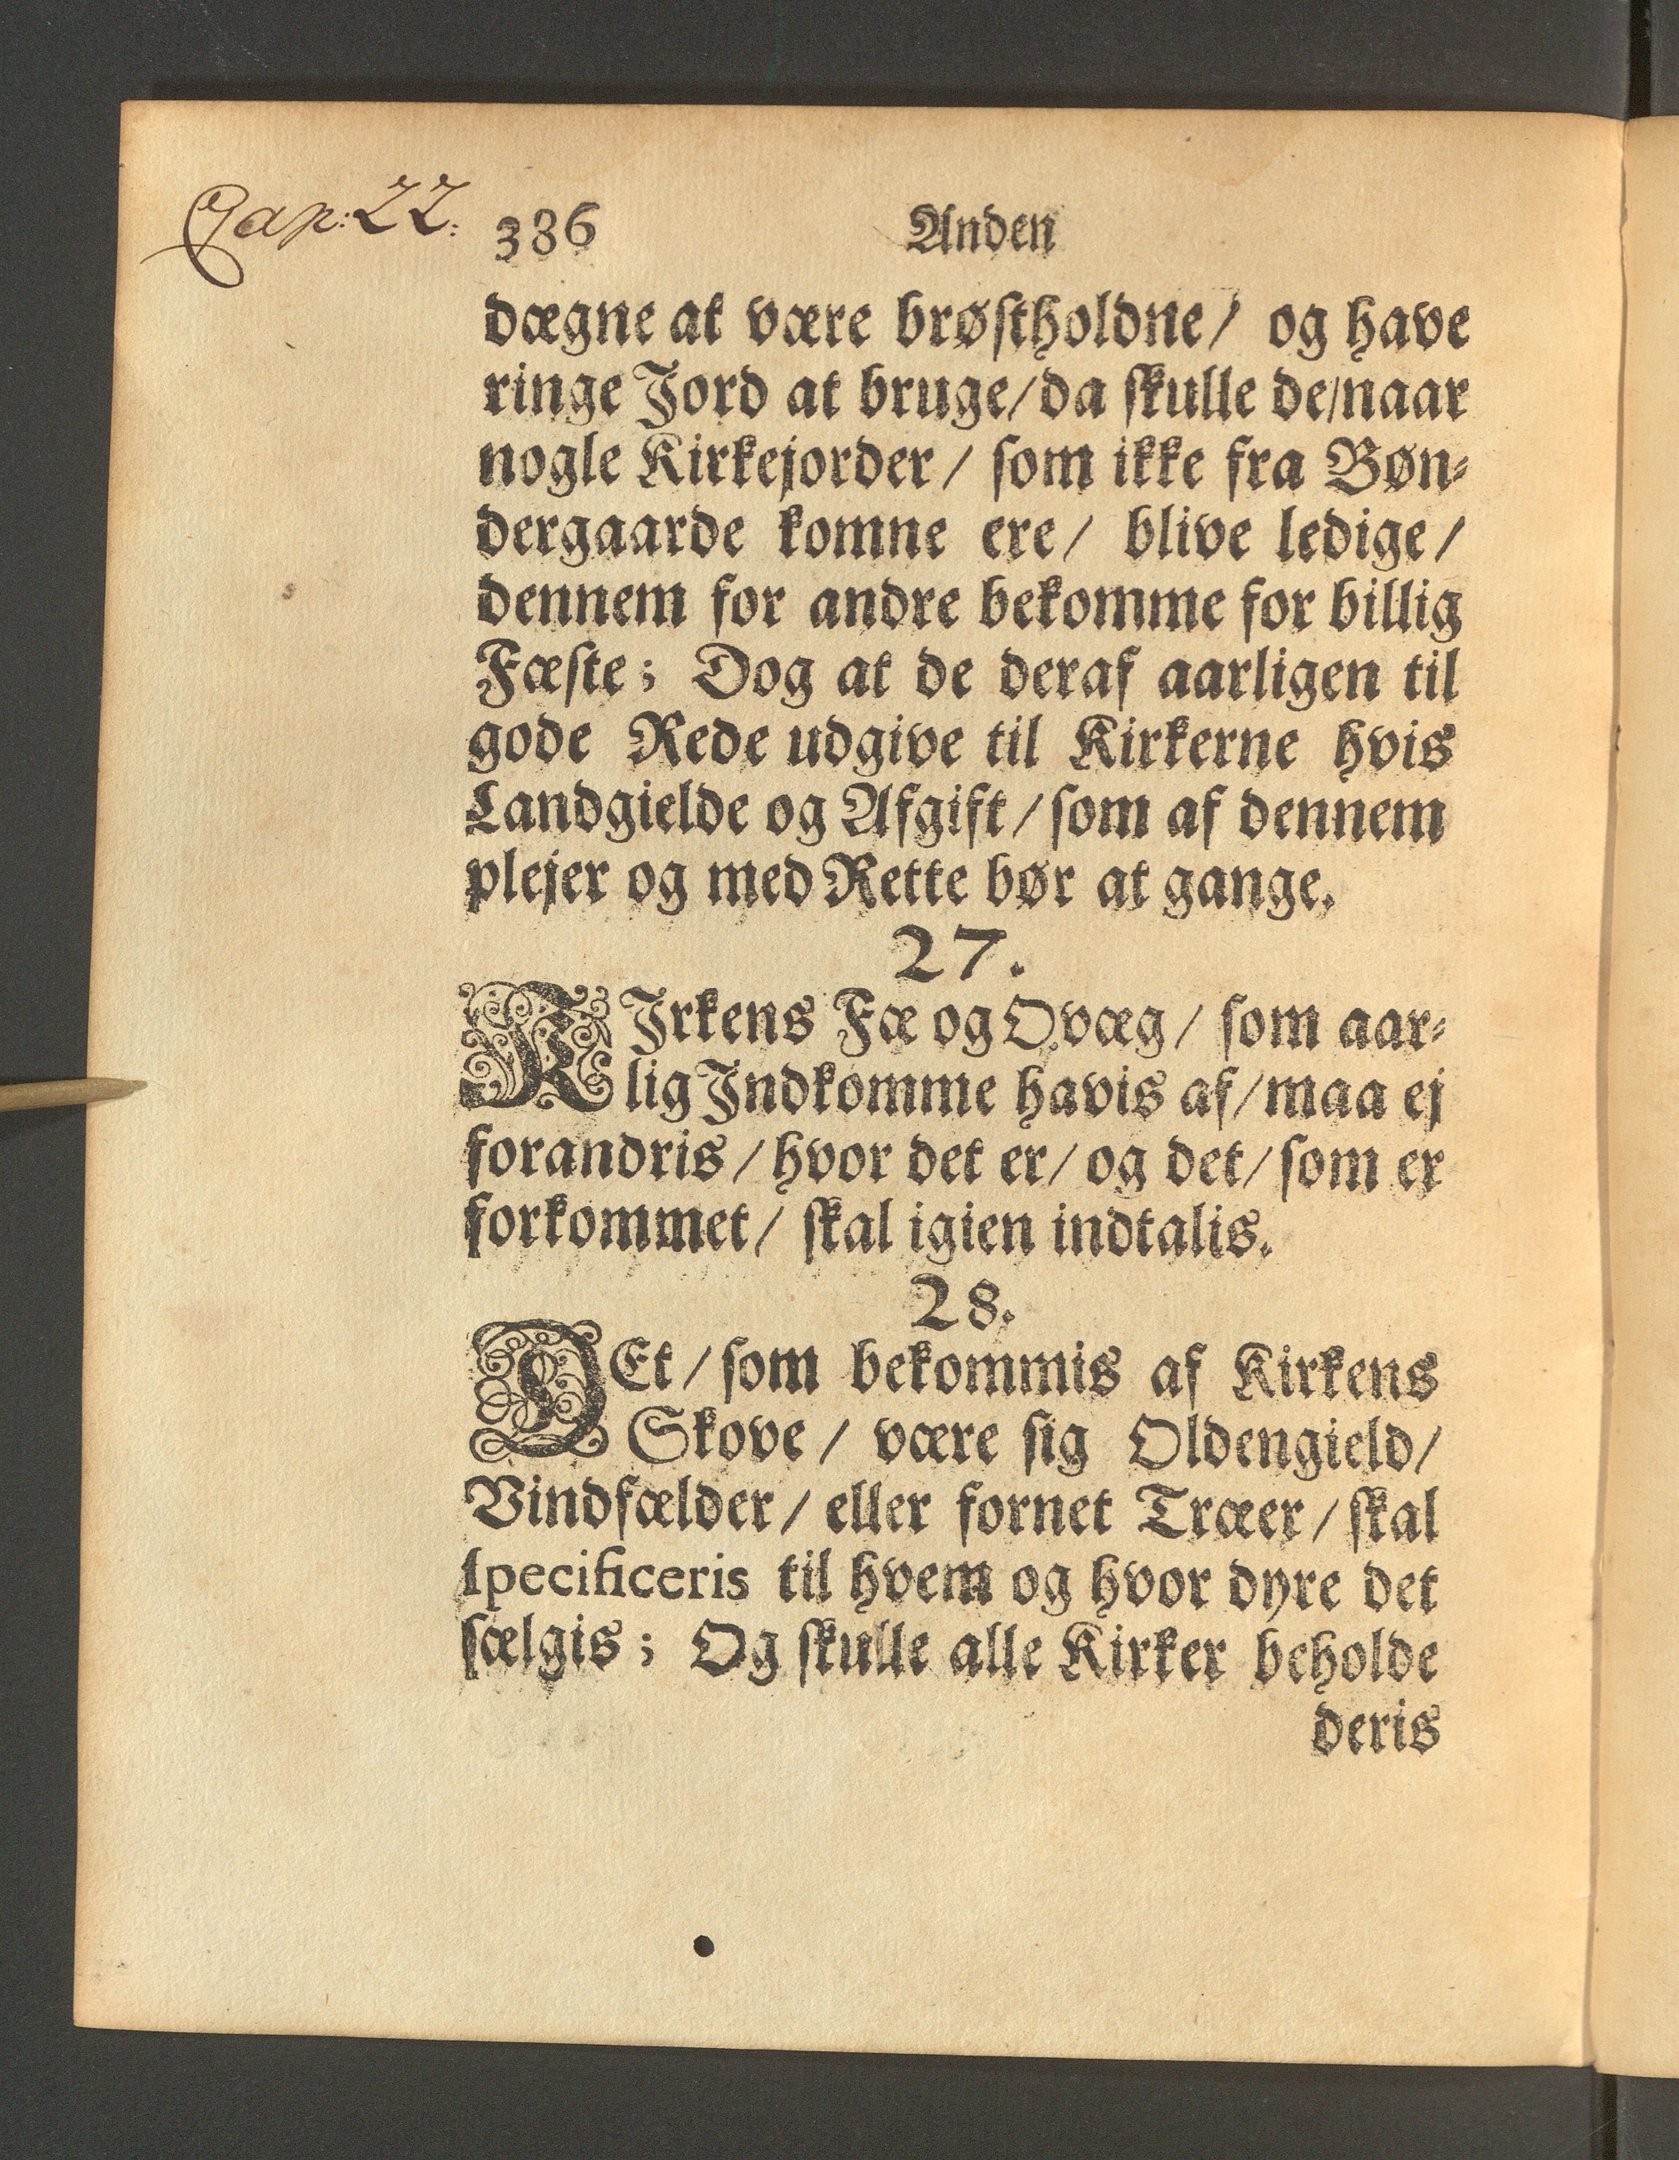 Cap: 22:
386 Anden
dægne at være brøstholdne / og have
ringe Jord at bruge / da skulle de / naar
nogle Kirkejorder / som ikke fra Bøn-
dergaarde komne ere / blive ledige /
dennem for andre bekomme for billig
Fæste; Dog at de deraf aarligen til
gode Rede udgive til Kirkerne hvis
Landgielde og Afgift / som af dennem
plejer og med Rette bør at gange.
27.
KIrkens Fæ og Qvæg / som aar-
lig Indkomme havis af / maa ej
forandris / hvor det er / og det / som er
forkommet / skal igien indtalis.
28.
DEt / som bekommis af Kirkens
Skove / være sig Oldengield /
Vindfælder / eller fornet Træer / skal
specificeris til hvem og hvor dyre det
sælgis; Og skulle alle Kirker beholde
deris